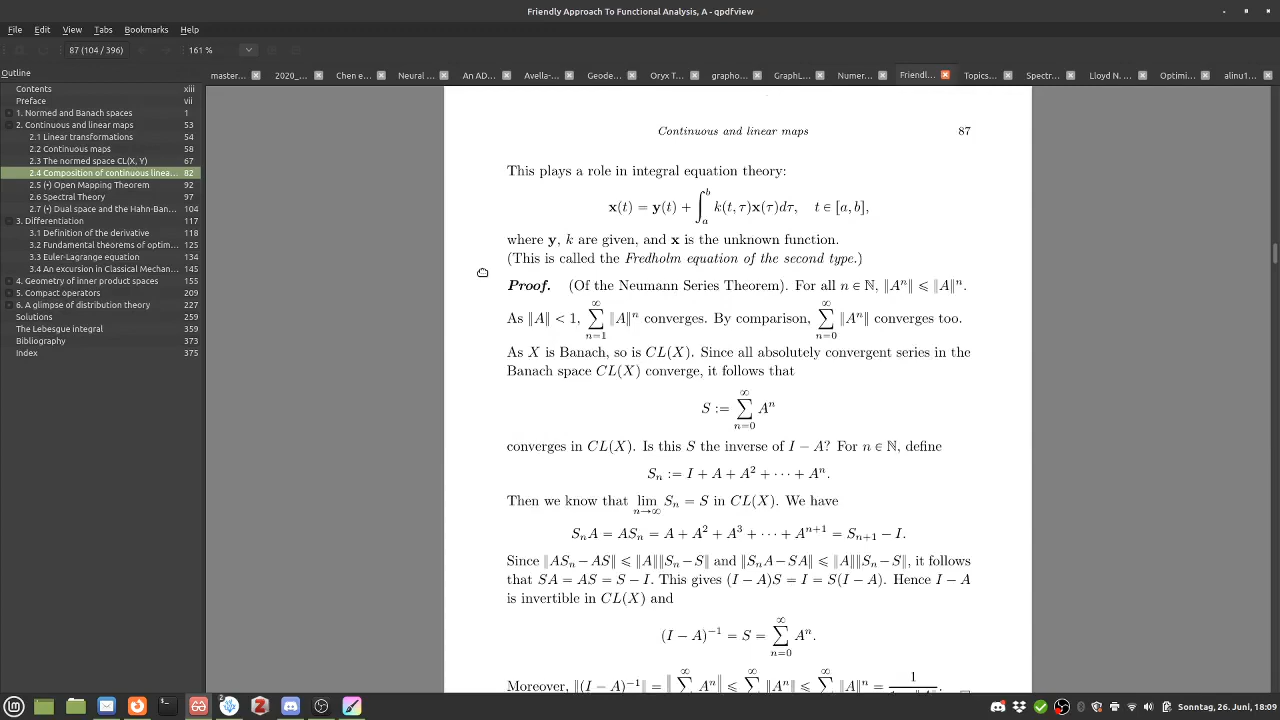 Friendly Approach To Functional Analysis, A - qpdfview
File Edit View Tabs Bookmarks Help
87 (104 / 396) 161 %
Outline
master... 2020_... Chen e... Neural ... An AD... Avella-... Geode... Oryx T... grapho... GraphL... Numer... Friendl... Topics... Spectr... Lloyd N. ... Optimi... alinu1...
Contents xiii
Preface vii
1. Normed and Banach spaces 1
2. Continuous and linear maps 53
2.1 Linear transformations 54
2.2 Continuous maps 58
2.3 The normed space CL(X, Y) 67
2.4 Composition of continuous linea... 82
2.5 (•) Open Mapping Theorem 92
2.6 Spectral Theory 97
2.7 (•) Dual space and the Hahn-Ban... 104
3. Differentiation 117
3.1 Definition of the derivative 118
3.2 Fundamental theorems of optim... 125
3.3 Euler-Lagrange equation 134
3.4 An excursion in Classical Mechan... 145
4. Geometry of inner product spaces 155
5. Compact operators 209
6. A glimpse of distribution theory 227
Solutions 259
The Lebesgue integral 359
Bibliography 373
Index 375
Continuous and linear maps 87
This plays a role in integral equation theory:
x(t) = y(t) + ∫_a^b k(t, τ)x(τ)dτ, t ∈ [a, b],
where y, k are given, and x is the unknown function.
(This is called the Fredholm equation of the second type.)
Proof. (Of the Neumann Series Theorem). For all n ∈ ℕ, ‖Aⁿ‖ ⩽ ‖A‖ⁿ.
As ‖A‖ < 1, ∑_{n=1}^∞ ‖A‖ⁿ converges. By comparison, ∑_{n=0}^∞ ‖Aⁿ‖ converges too.
As X is Banach, so is CL(X). Since all absolutely convergent series in the
Banach space CL(X) converge, it follows that
S := ∑_{n=0}^∞ Aⁿ
converges in CL(X). Is this S the inverse of I − A? For n ∈ ℕ, define
Sₙ := I + A + A² + ··· + Aⁿ.
Then we know that lim_{n→∞} Sₙ = S in CL(X). We have
SₙA = ASₙ = A + A² + A³ + ··· + Aⁿ⁺¹ = Sₙ₊₁ − I.
Since ‖ASₙ − AS‖ ⩽ ‖A‖‖Sₙ − S‖ and ‖SₙA − SA‖ ⩽ ‖A‖‖Sₙ − S‖, it follows
that SA = AS = S − I. This gives (I − A)S = I = S(I − A). Hence I − A
is invertible in CL(X) and
(I − A)⁻¹ = S = ∑_{n=0}^∞ Aⁿ.
Moreover, ‖(I − A)⁻¹‖ = ‖∑^∞ Aⁿ‖ ⩽ ∑^∞ ‖Aⁿ‖ ⩽ ∑^∞ ‖A‖ⁿ = 1
Sonntag, 26. Juni, 18:09